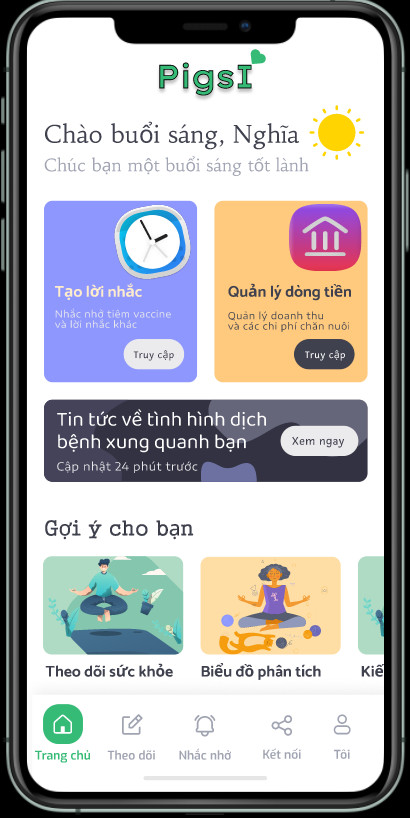 PigsI
Chào buổi sáng, Nghĩa
Chúc bạn một buổi sáng tốt lành
Tạo lời nhắc
Nhắc nhở tiêm vaccine
và lời nhắc khác
Truy cập
Quản lý dòng tiền
Quản lý doanh thu
và các chi phí chăn nuôi
Truy cập
Tin tức về tình hình dịch
bệnh xung quanh bạn
Cập nhật 24 phút trước
Xem ngay
Gợi ý cho bạn
Theo dõi sức khỏe
Biểu đồ phân tích
Kiế
Trang chủ
Theo dõi
Nhắc nhở
Kết nối
Tôi